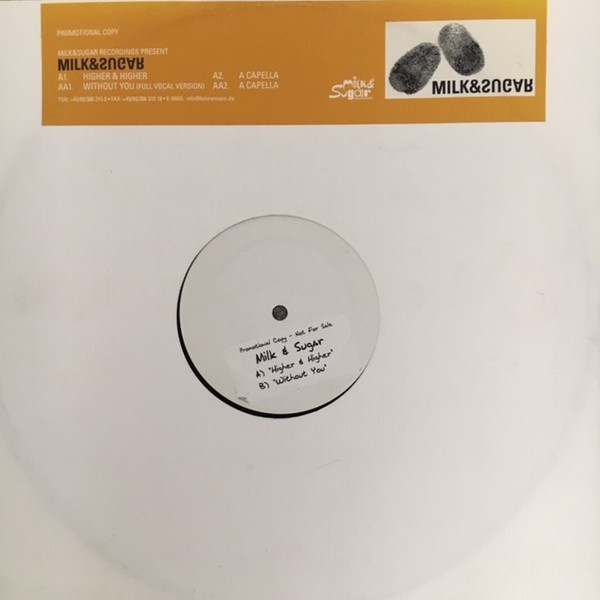 PROMOTIONAL COPY
MILK&SUGAR RECORDINGS PRESENT
MILK&SUGAR
A1. HIGHER & HIGHER A2. A CAPELLA
AA1. WITHOUT YOU (FULL VOCAL VERSION) AA2. A CAPELLA
Milk&
Sugar
MILK&SUGAR
Promotional Copy - Not For Sale
Milk & Sugar
A) "Higher & Higher"
B) "Without You"